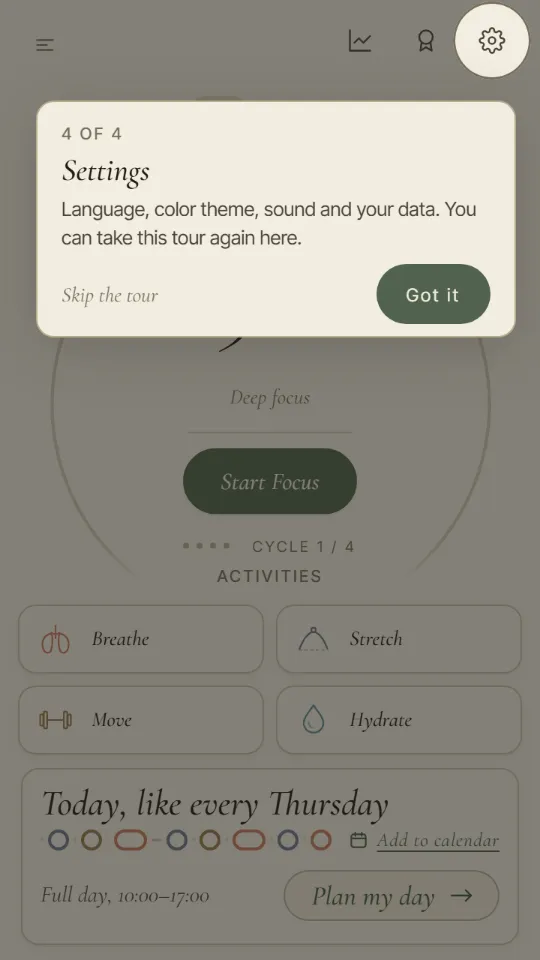 4 OF 4
Settings
Language, color theme, sound and your data. You
can take this tour again here.
Skip the tour
Got it
Deep focus
Start Focus
CYCLE 1 / 4
ACTIVITIES
Breathe
Stretch
Move
Hydrate
Today, like every Thursday
Add to calendar
Full day, 10:00–17:00
Plan my day →